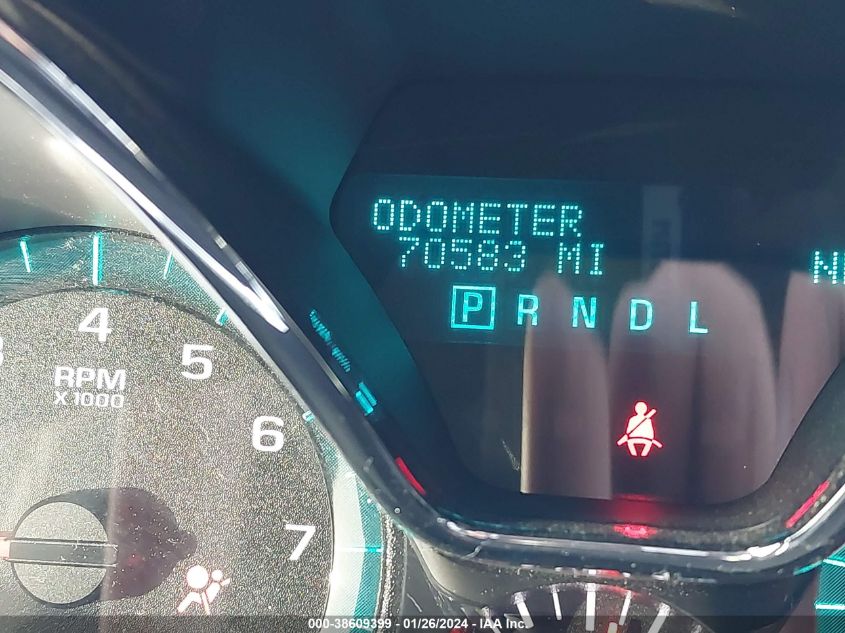 ODOMETER
70583 MI
P R N D L
4
5
6
7
RPM
X1000
000-38609399 - 01/26/2024 - IAA Inc.